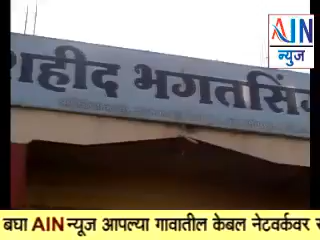 AIN
न्यूज
शहीद भगतसिं
बघा AIN न्यूज आपल्या गावातील केबल नेटवर्कवर